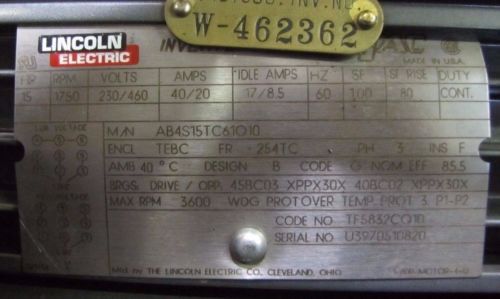 W-462362
LINCOLN
ELECTRIC
MADE IN U.S.A.
HP RPM VOLTS AMPS IDLE AMPS HZ SF SF RISE DUTY
15 1750 230/460 40/20 17/8.5 60 1.00 80 CONT.
M/N AB4S15TC61O10
ENCL TEBC FR 254TC PH 3 INS F
AMB 40°C DESIGN B CODE G NOM EFF 85.5
BRGS. DRIVE / OPP. 45BC03 XPPX30X 40BC02 XPPX30X
MAX RPM 3600 WDG PROT OVER TEMP PROT 3, P1-P2
CODE NO TF5832CO10
SERIAL NO U3970510820
Mfd. by THE LINCOLN ELECTRIC CO., CLEVELAND, OHIO